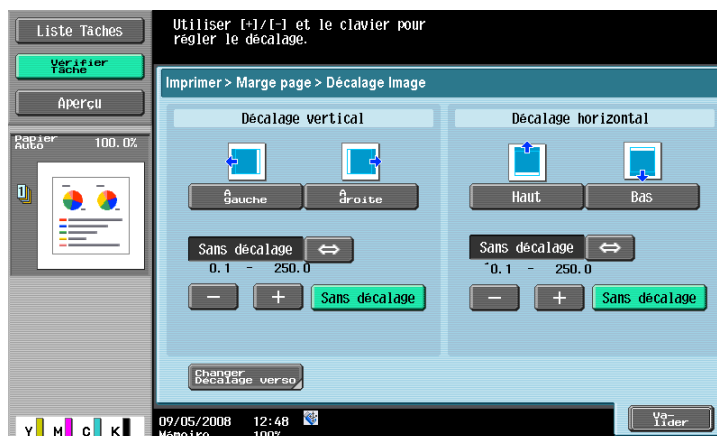 Liste Tâches
Utiliser [+]/[-] et le clavier pour
régler le décalage.
Vérifier
Tâche
Aperçu
Imprimer > Marge page > Décalage Image
Papier
Auto
100.0%
Décalage vertical
Décalage horizontal
A
gauche
A
droite
Haut
Bas
Sans décalage
0.1 - 250.0
Sans décalage
0.1 - 250.0
- + Sans décalage
- + Sans décalage
Changer
Décalage verso
Va-
lider
09/05/2008 12:48
Mémoire 100%
Y M C K